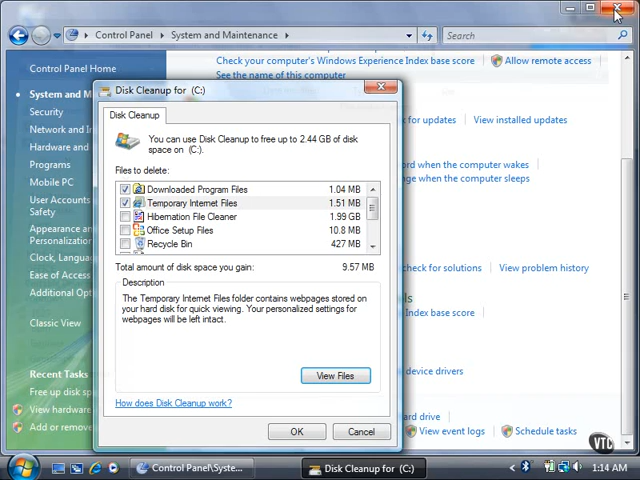 Control Panel
System and Maintenance
Search
Control Panel Home
System and M
Security
Network and In
Hardware and
Programs
Mobile PC
User Accounts
Safety
Appearance an
Personalization
Clock, Languag
Ease of Access
Additional Opti
Classic View
Recent Tasks
Free up disk spa
View hardware
Add or remove
Check your computer's Windows Experience Index base score
Allow remote access
See the name of this computer
k for updates
View installed updates
ord when the computer wakes
change when the computer sleeps
check for solutions
View problem history
ndex base score
device drivers
ard drive
View event logs
Schedule tasks
Disk Cleanup for (C:)
Disk Cleanup
You can use Disk Cleanup to free up to 2.44 GB of disk
space on (C:).
Files to delete:
Downloaded Program Files 1.04 MB
Temporary Internet Files 1.51 MB
Hibernation File Cleaner 1.99 GB
Office Setup Files 10.8 MB
Recycle Bin 427 MB
Total amount of disk space you gain: 9.57 MB
Description
The Temporary Internet Files folder contains webpages stored on
your hard disk for quick viewing. Your personalized settings for
webpages will be left intact.
View Files
How does Disk Cleanup work?
OK
Cancel
VTC
Control Panel\Syste...
Disk Cleanup for (C:)
1:14 AM